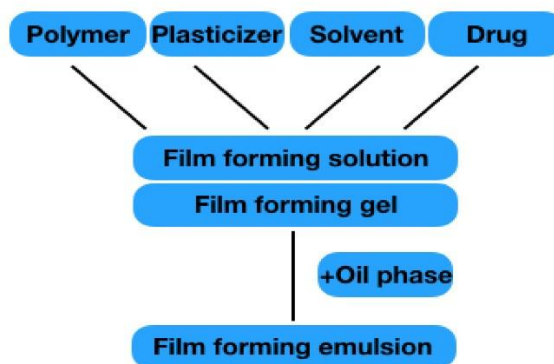 Polymer
Plasticizer
Solvent
Drug
Film forming solution
Film forming gel
+Oil phase
Film forming emulsion